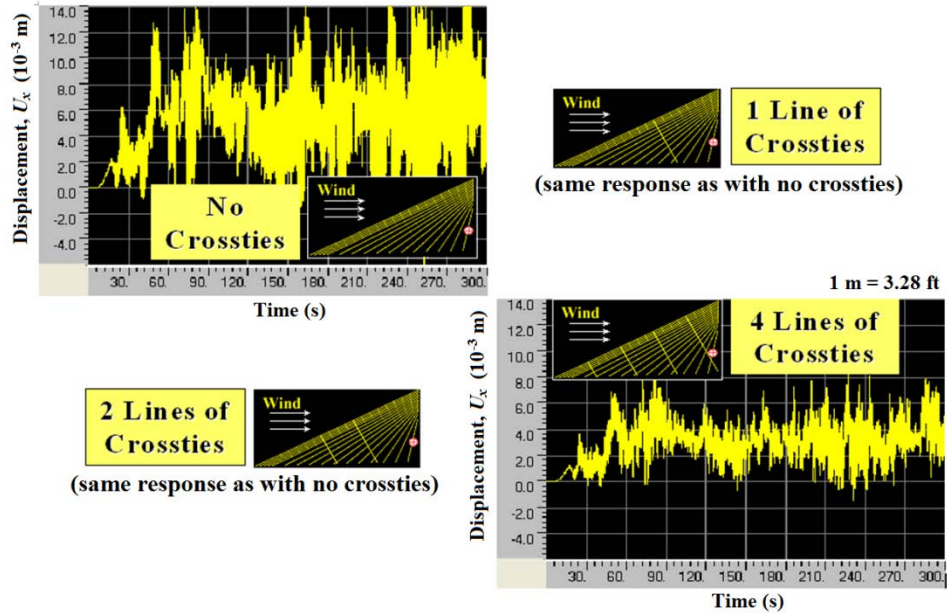 Displacement, Uₓ (10⁻³ m)
14.0
12.0
10.0
8.0
6.0
4.0
2.0
0.0
-2.0
-4.0
No
Crossties
Wind
30. 60. 90. 120. 150. 180. 210. 240. 270. 300.
Time (s)
Wind
1 Line of
Crossties
(same response as with no crossties)
2 Lines of
Crossties
Wind
(same response as with no crossties)
1 m = 3.28 ft
Displacement, Uₓ (10⁻³ m)
14.0
12.0
10.0
8.0
6.0
4.0
2.0
0.0
-2.0
-4.0
Wind
4 Lines of
Crossties
30. 60. 90. 120. 150. 180. 210. 240. 270. 300.
Time (s)